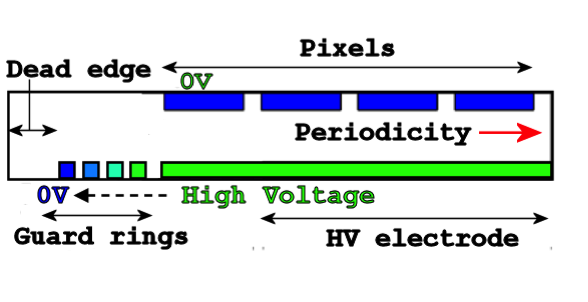 Pixels
Dead edge
0V
Periodicity
0V
High Voltage
Guard rings
HV electrode